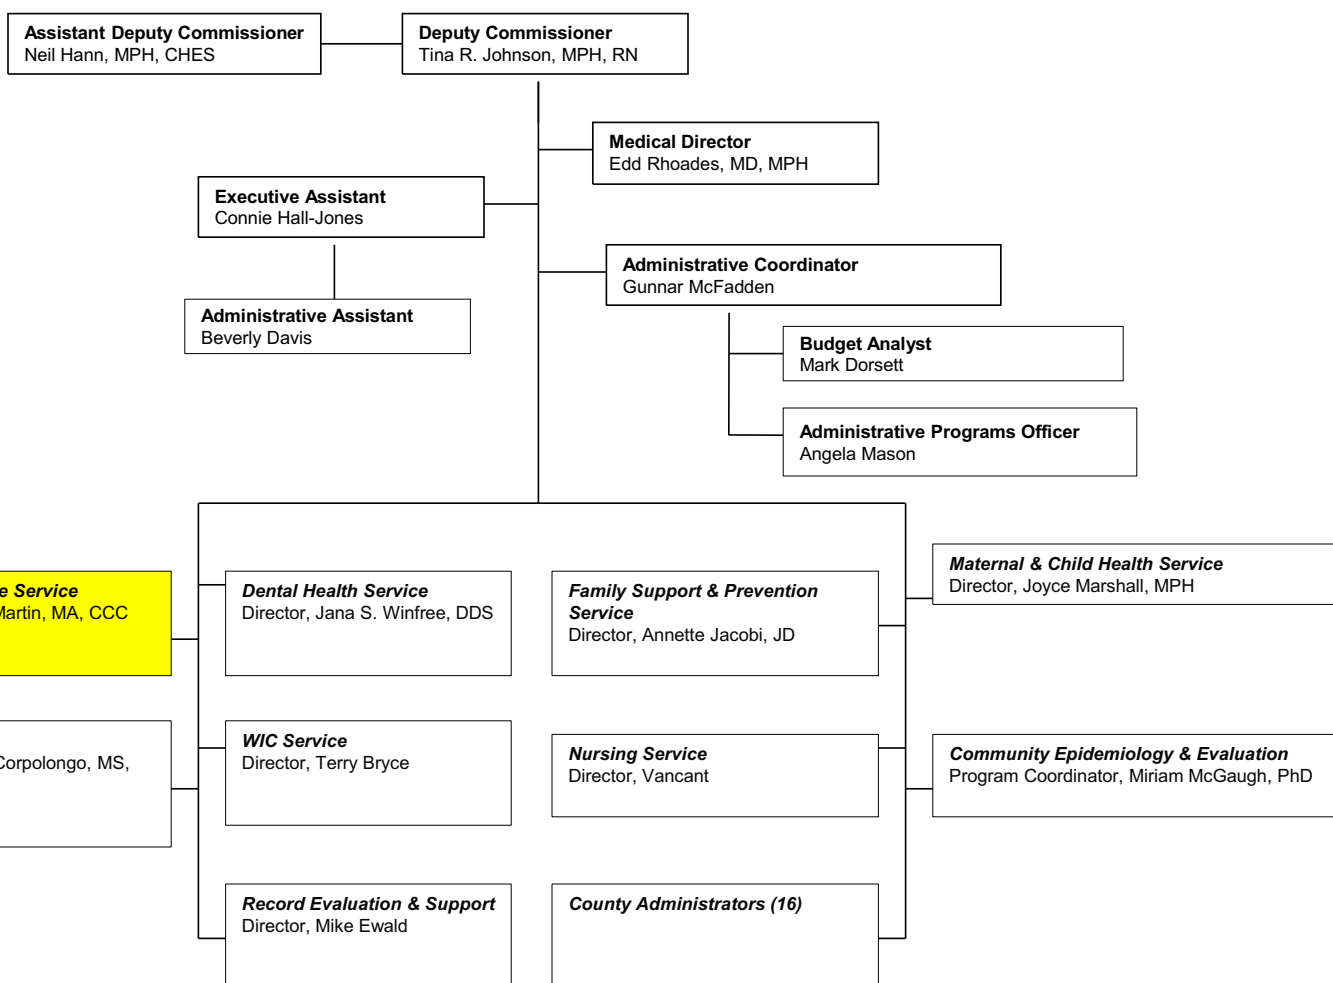 Assistant Deputy Commissioner
Neil Hann, MPH, CHES
Deputy Commissioner
Tina R. Johnson, MPH, RN
Medical Director
Edd Rhoades, MD, MPH
Executive Assistant
Connie Hall-Jones
Administrative Coordinator
Gunnar McFadden
Administrative Assistant
Beverly Davis
Budget Analyst
Mark Dorsett
Administrative Programs Officer
Angela Mason
Maternal & Child Health Service
Director, Joyce Marshall, MPH
e Service
Martin, MA, CCC
Dental Health Service
Director, Jana S. Winfree, DDS
Family Support & Prevention
Service
Director, Annette Jacobi, JD
Corpolongo, MS,
WIC Service
Director, Terry Bryce
Nursing Service
Director, Vancant
Community Epidemiology & Evaluation
Program Coordinator, Miriam McGaugh, PhD
Record Evaluation & Support
Director, Mike Ewald
County Administrators (16)